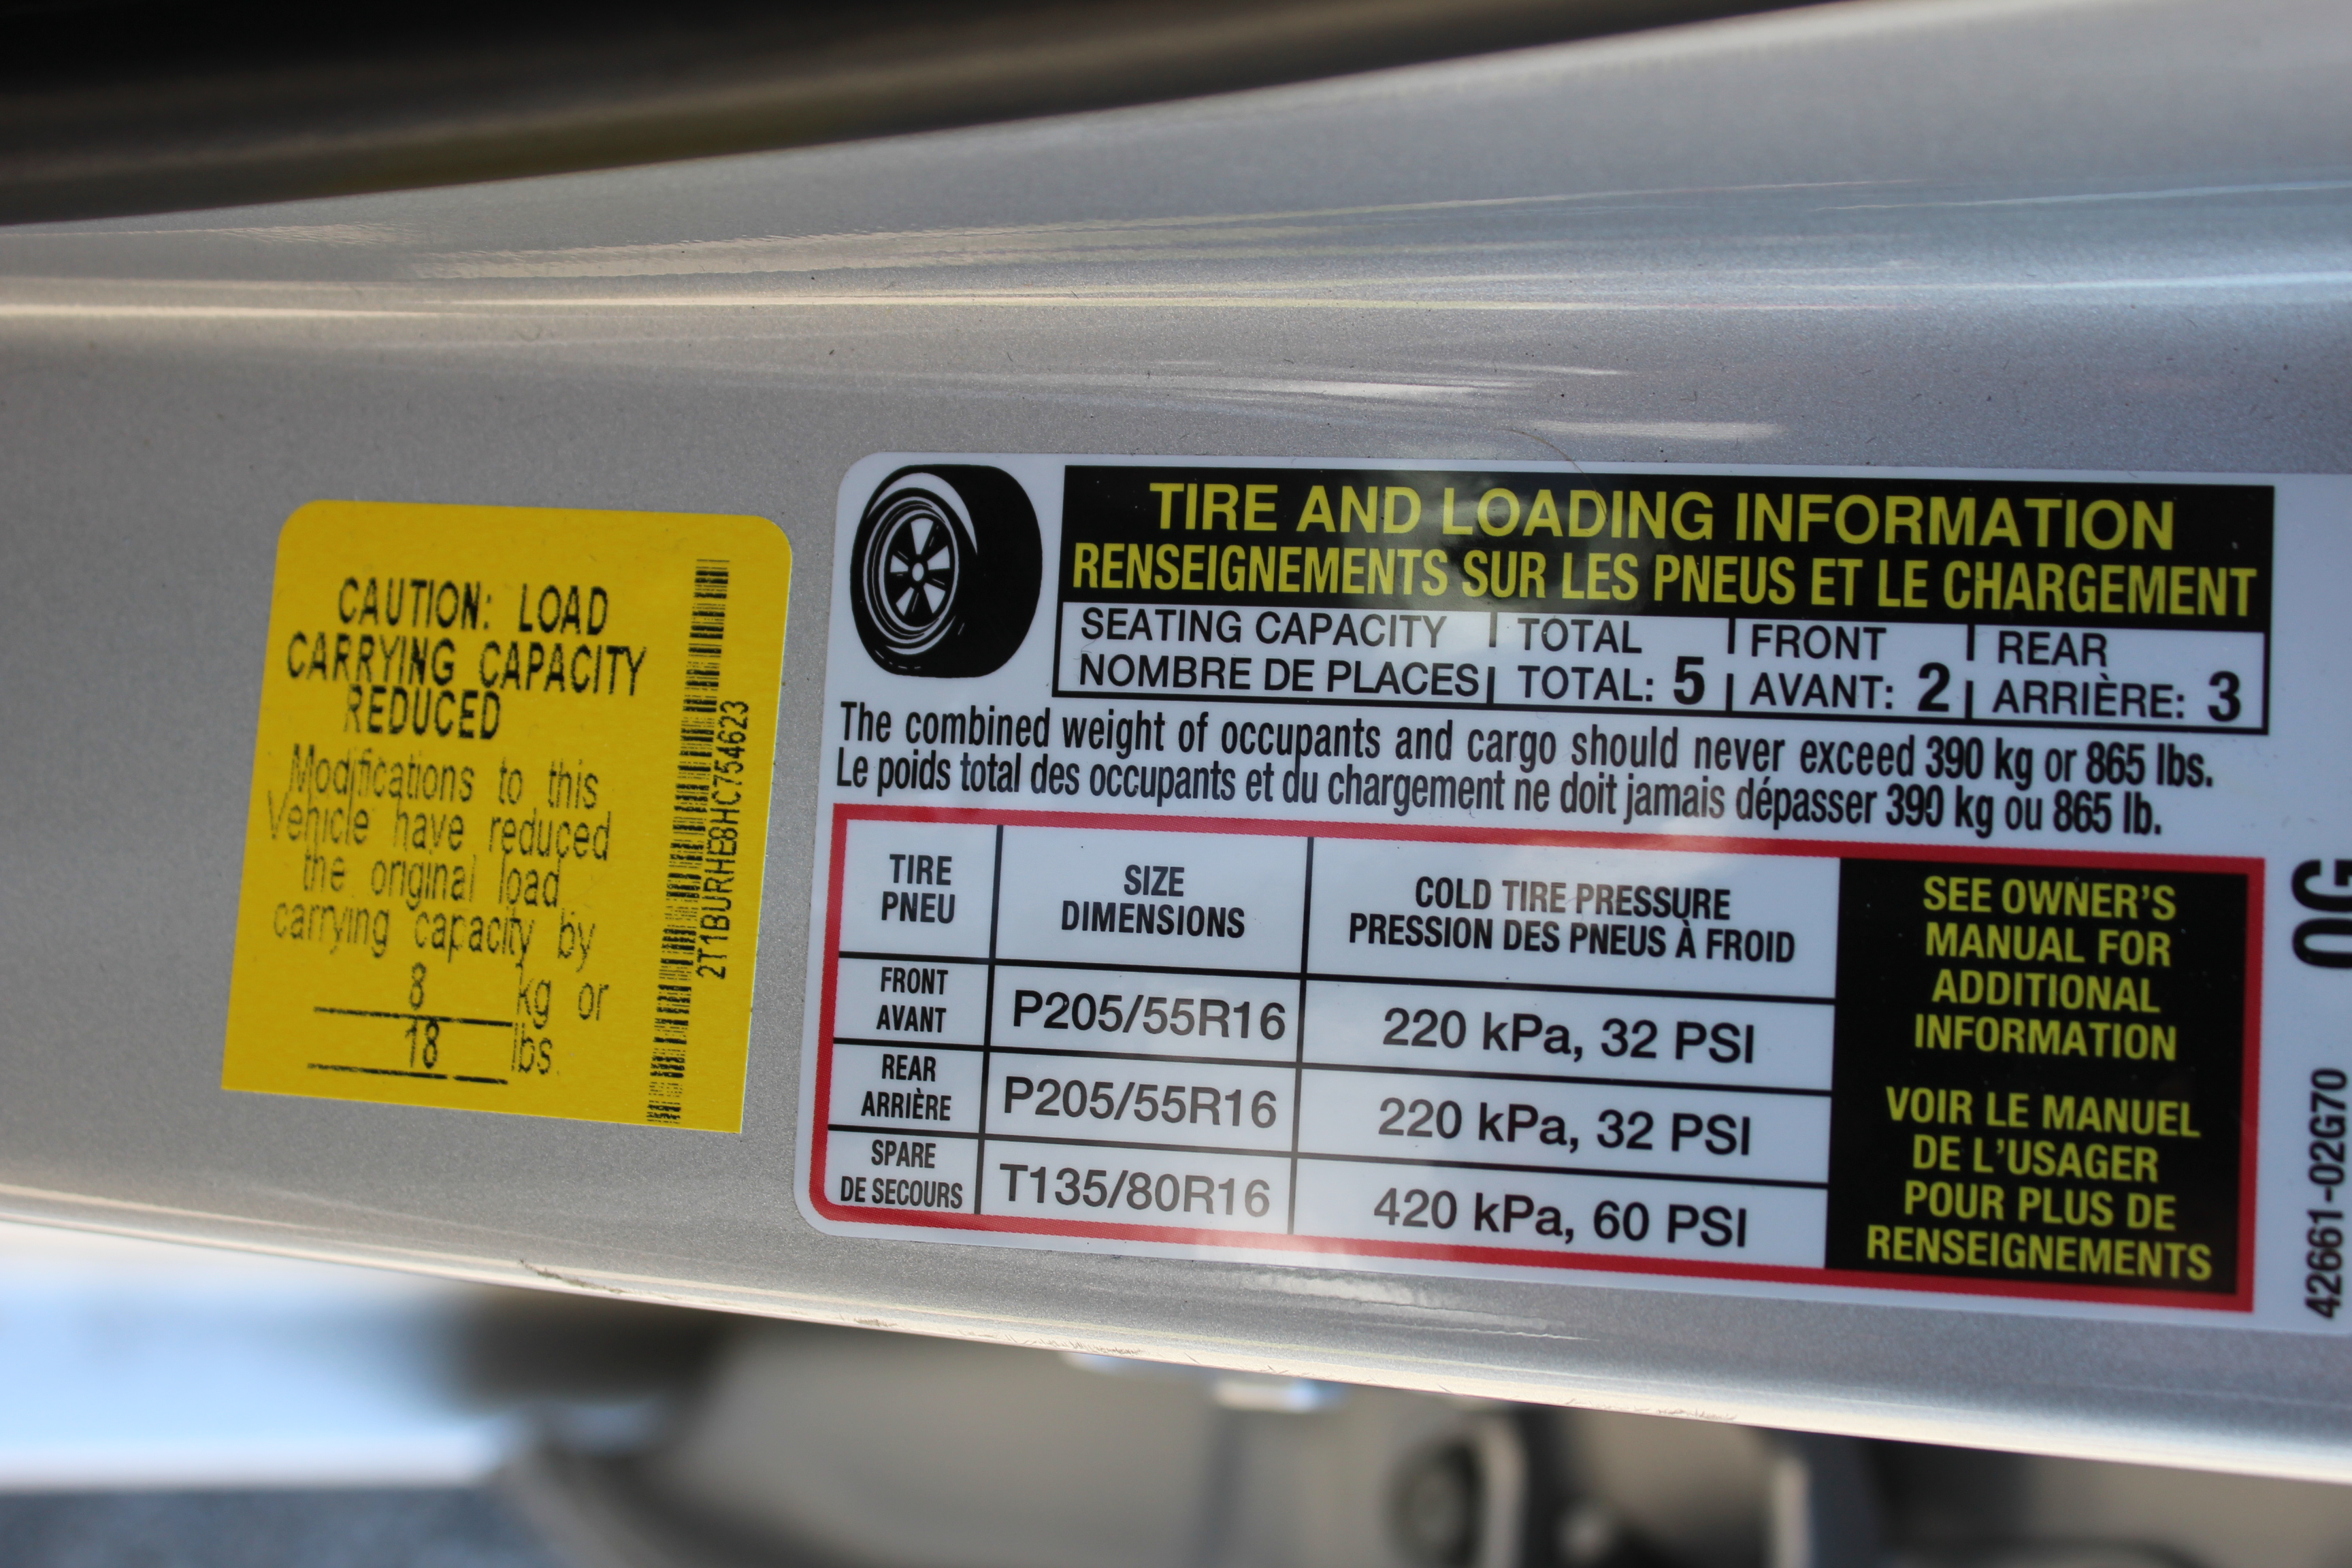 CAUTION: LOAD
CARRYING CAPACITY
REDUCED
Modifications to this
Vehicle have reduced
the original load
carrying capacity by
8 kg or
18 lbs.
2T1BURHE8HC754623
TIRE AND LOADING INFORMATION
RENSEIGNEMENTS SUR LES PNEUS ET LE CHARGEMENT
SEATING CAPACITY | TOTAL | FRONT | REAR
NOMBRE DE PLACES | TOTAL: 5 | AVANT: 2 | ARRIÈRE: 3
The combined weight of occupants and cargo should never exceed 390 kg or 865 lbs.
Le poids total des occupants et du chargement ne doit jamais dépasser 390 kg ou 865 lb.
TIRE
PNEU
SIZE
DIMENSIONS
COLD TIRE PRESSURE
PRESSION DES PNEUS À FROID
FRONT
AVANT
P205/55R16
220 kPa, 32 PSI
REAR
ARRIÈRE
P205/55R16
220 kPa, 32 PSI
SPARE
DE SECOURS
T135/80R16
420 kPa, 60 PSI
SEE OWNER'S
MANUAL FOR
ADDITIONAL
INFORMATION
VOIR LE MANUEL
DE L'USAGER
POUR PLUS DE
RENSEIGNEMENTS
42661-02G70